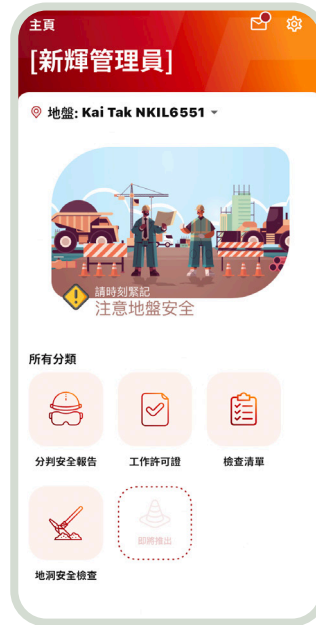 主頁
[新輝管理員]
地盤: Kai Tak NKIL6551
請時刻緊記
注意地盤安全
所有分類
分判安全報告
工作許可證
檢查清單
即將推出
地洞安全檢查